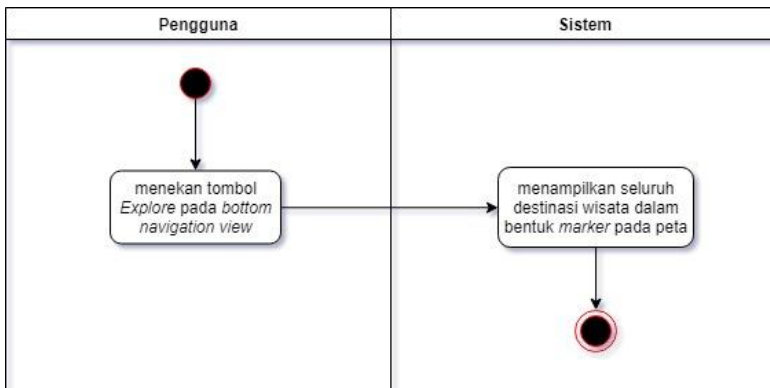 Pengguna
Sistem
menekan tombol
Explore pada bottom
navigation view
menampilkan seluruh
destinasi wisata dalam
bentuk marker pada peta